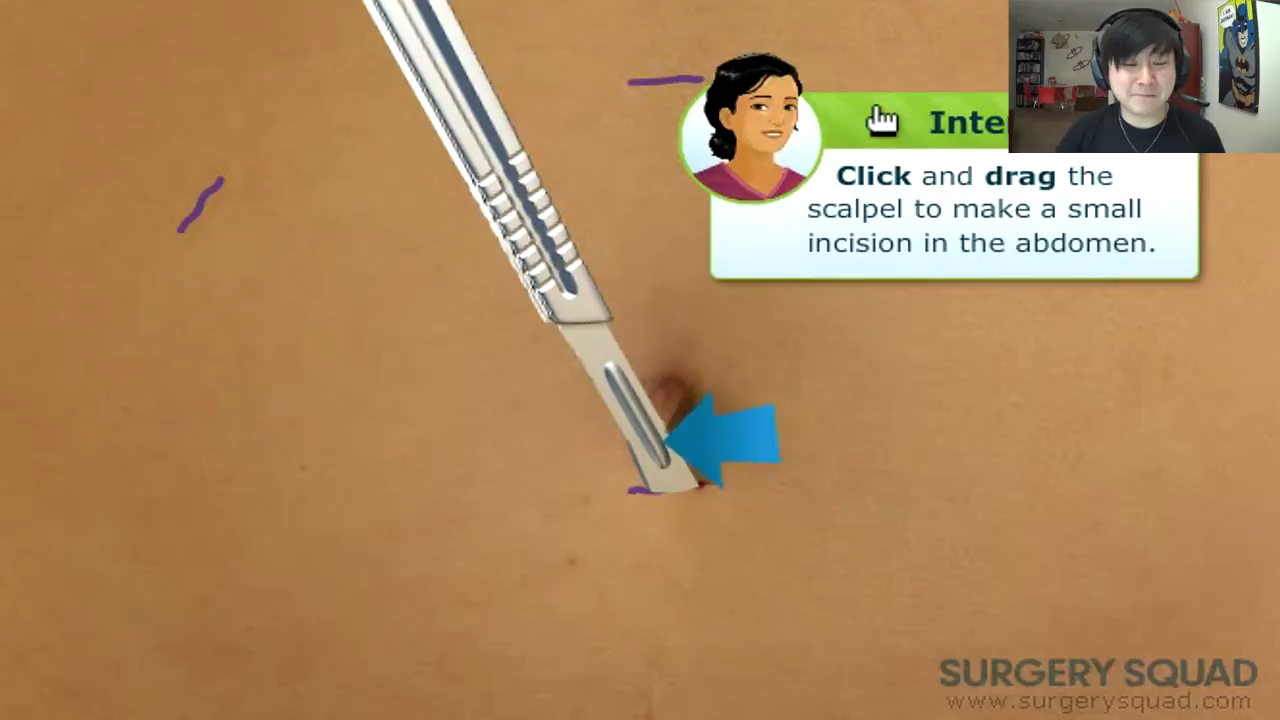 Inte
Click and drag the
scalpel to make a small
incision in the abdomen.
SURGERY SQUAD
www.surgerysquad.com